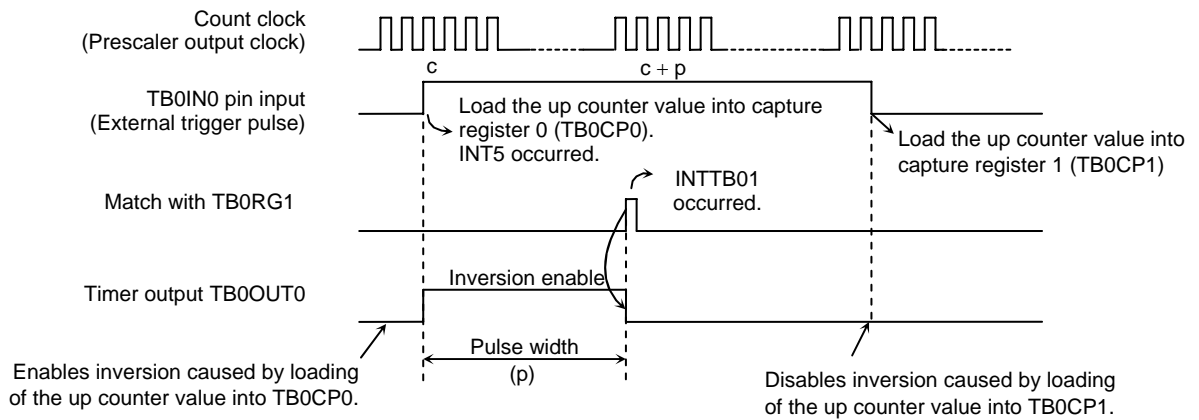 Count clock
(Prescaler output clock)
c
c + p
TB0IN0 pin input
(External trigger pulse)
Load the up counter value into capture
register 0 (TB0CP0).
INT5 occurred.
Load the up counter value into
capture register 1 (TB0CP1)
INTTB01
occurred.
Match with TB0RG1
Inversion enable
Timer output TB0OUT0
Pulse width
(p)
Enables inversion caused by loading
of the up counter value into TB0CP0.
Disables inversion caused by loading
of the up counter value into TB0CP1.